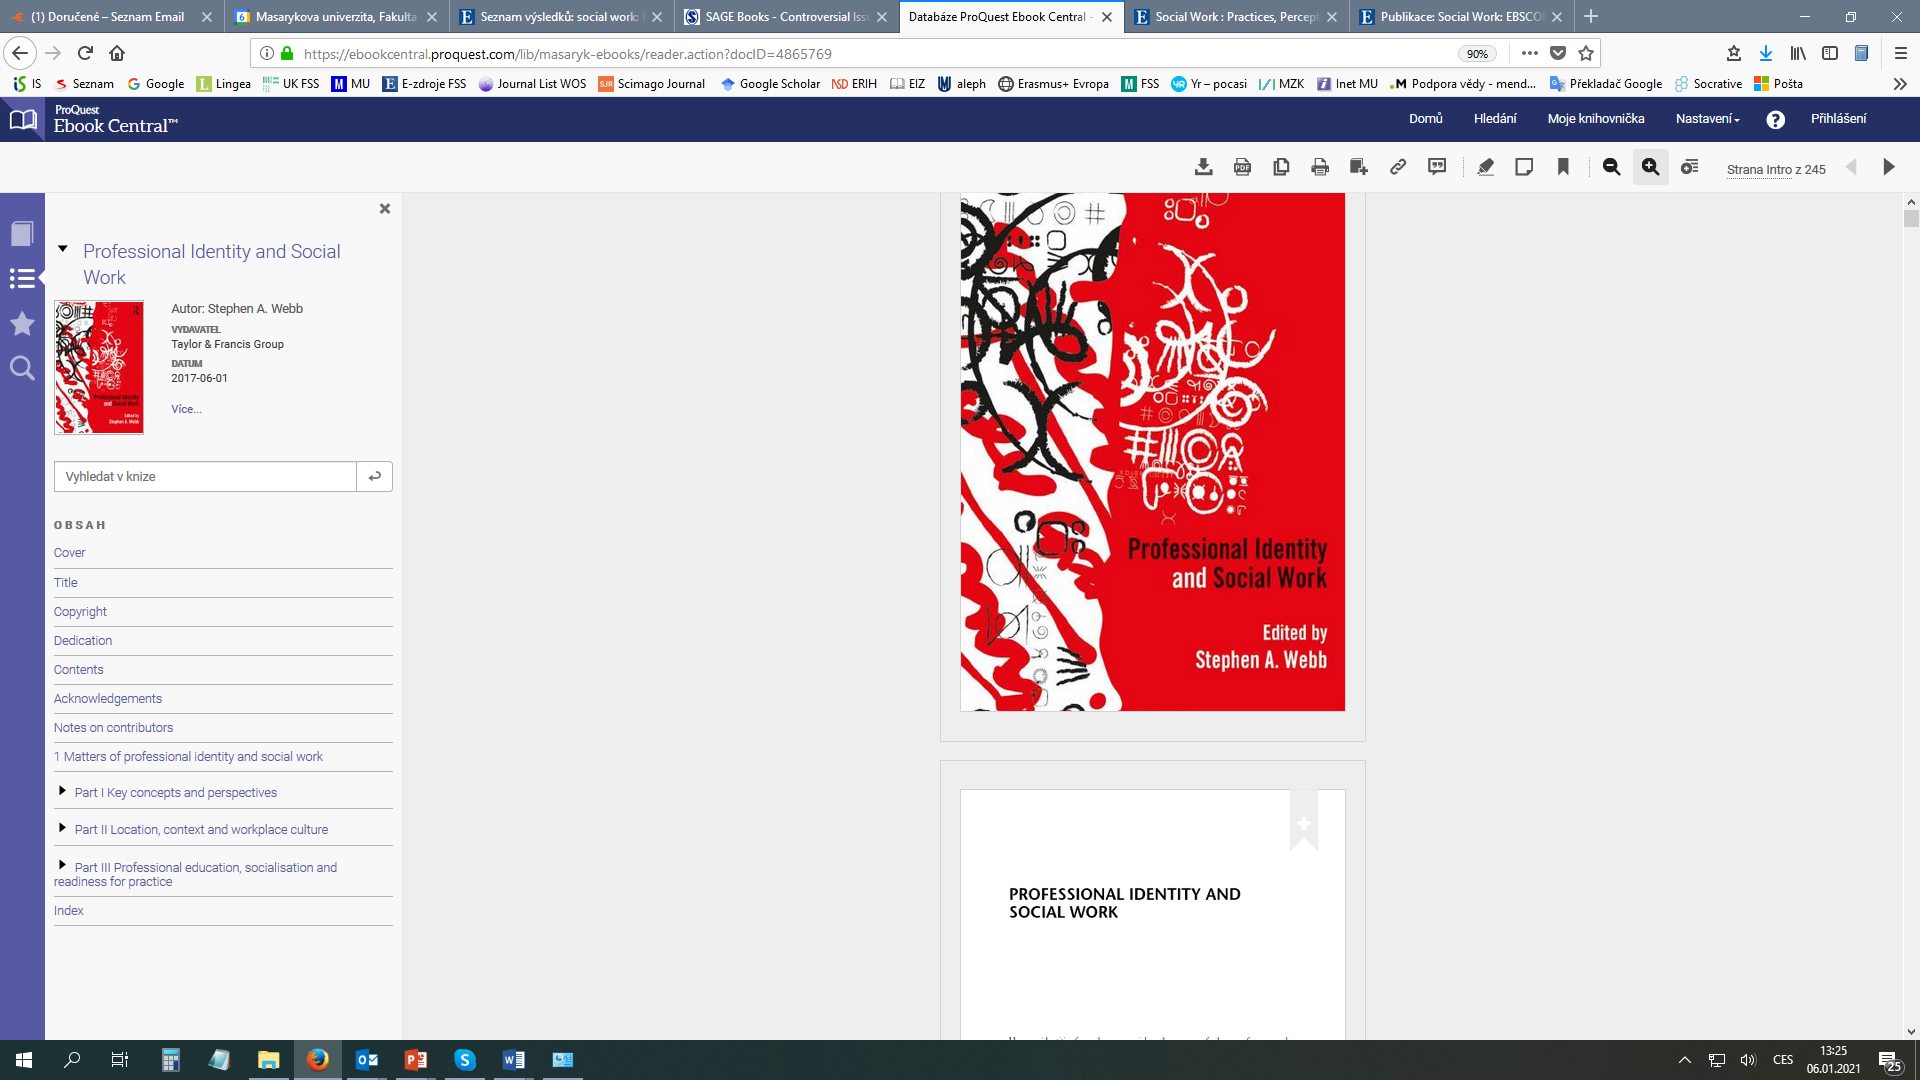 (1) Doručené – Seznam Email
Masarykova univerzita, Fakulta
Seznam výsledků: social work:
SAGE Books - Controversial Iss
Databáze ProQuest Ebook Central -
Social Work : Practices, Percept
Publikace: Social Work: EBSCO
https://ebookcentral.proquest.com/lib/masaryk-ebooks/reader.action?docID=4865769
90%
IS
Seznam
Google
Lingea
UK FSS
MU
E-zdroje FSS
Journal List WOS
Scimago Journal
Google Scholar
ERIH
EIZ
aleph
Erasmus+ Evropa
FSS
Yr – pocasi
MZK
Inet MU
Podpora vědy - mend...
Překladač Google
Socrative
Pošta
ProQuest
Ebook Central™
Domů
Hledání
Moje knihovnička
Nastavení
Přihlášení
Strana Intro z 245
Professional Identity and Social
Work
Autor: Stephen A. Webb
VYDAVATEL
Taylor & Francis Group
DATUM
2017-06-01
Více...
Vyhledat v knize
OBSAH
Cover
Title
Copyright
Dedication
Contents
Acknowledgements
Notes on contributors
1 Matters of professional identity and social work
Part I Key concepts and perspectives
Part II Location, context and workplace culture
Part III Professional education, socialisation and
readiness for practice
Index
Professional Identity
and Social Work
Edited by
Stephen A. Webb
PROFESSIONAL IDENTITY AND
SOCIAL WORK
CES
13:25
06.01.2021
25